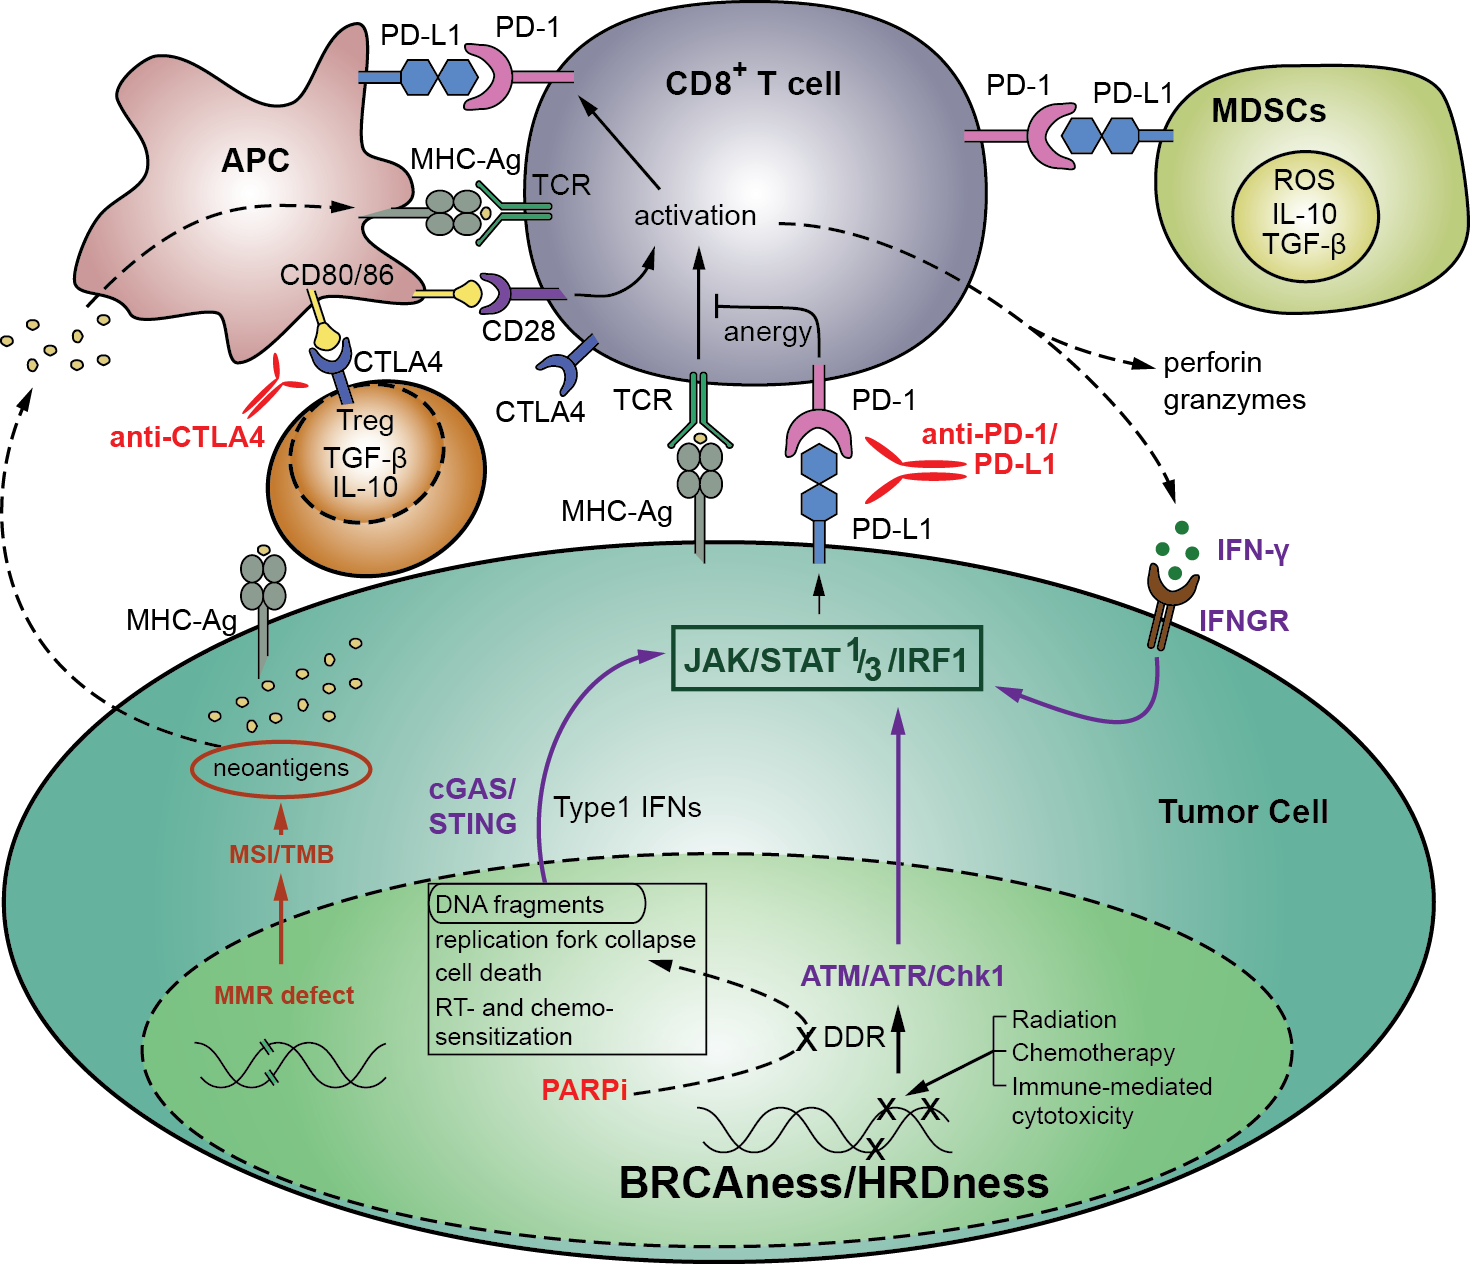 PD-L1
PD-1
CD8+ T cell
PD-1
PD-L1
MDSCs
APC
MHC-Ag
TCR
ROS
IL-10
TGF-β
activation
CD80/86
CD28
anergy
CTLA4
CTLA4
anti-CTLA4
Treg
TGF-β
IL-10
TCR
PD-1
perforin
granzymes
anti-PD-1/
PD-L1
MHC-Ag
PD-L1
IFN-γ
IFNGR
MHC-Ag
JAK/STAT 1/3 /IRF1
neoantigens
cGAS/
STING
Type1 IFNs
Tumor Cell
MSI/TMB
DNA fragments
replication fork collapse
cell death
RT- and chemo-
sensitization
ATM/ATR/Chk1
MMR defect
X DDR
Radiation
Chemotherapy
Immune-mediated
cytotoxicity
PARPi
X X
X
BRCAness/HRDness